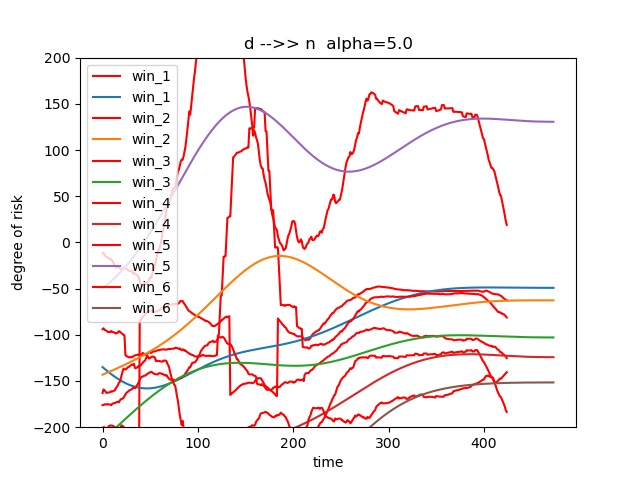 d -->> n  alpha=5.0
degree of risk
200
150
100
50
0
−50
−100
−150
−200
win_1
win_1
win_2
win_2
win_3
win_3
win_4
win_4
win_5
win_5
win_6
win_6
0
100
200
300
400
time